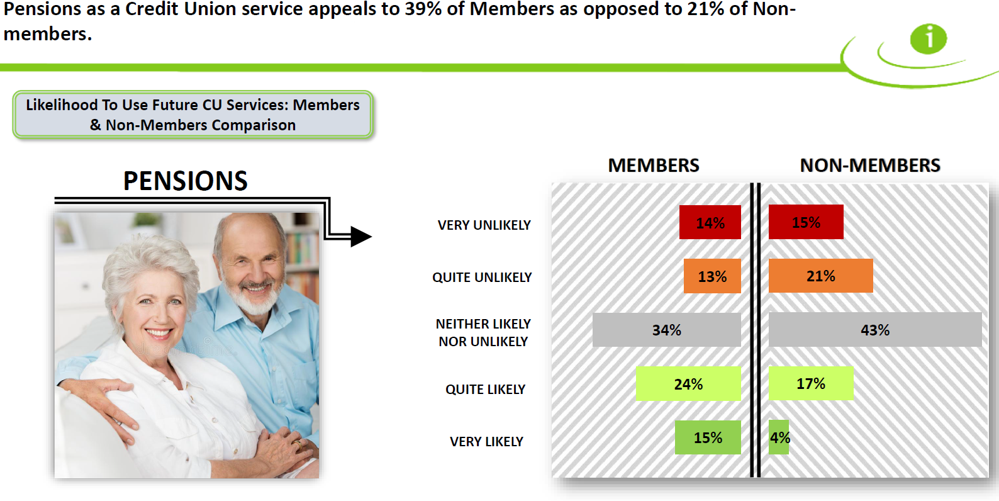 Pensions as a Credit Union service appeals to 39% of Members as opposed to 21% of Non-
members.
i
Likelihood To Use Future CU Services: Members
& Non-Members Comparison
PENSIONS
MEMBERS
NON-MEMBERS
VERY UNLIKELY
14%
15%
QUITE UNLIKELY
13%
21%
NEITHER LIKELY
NOR UNLIKELY
34%
43%
QUITE LIKELY
24%
17%
VERY LIKELY
15%
4%